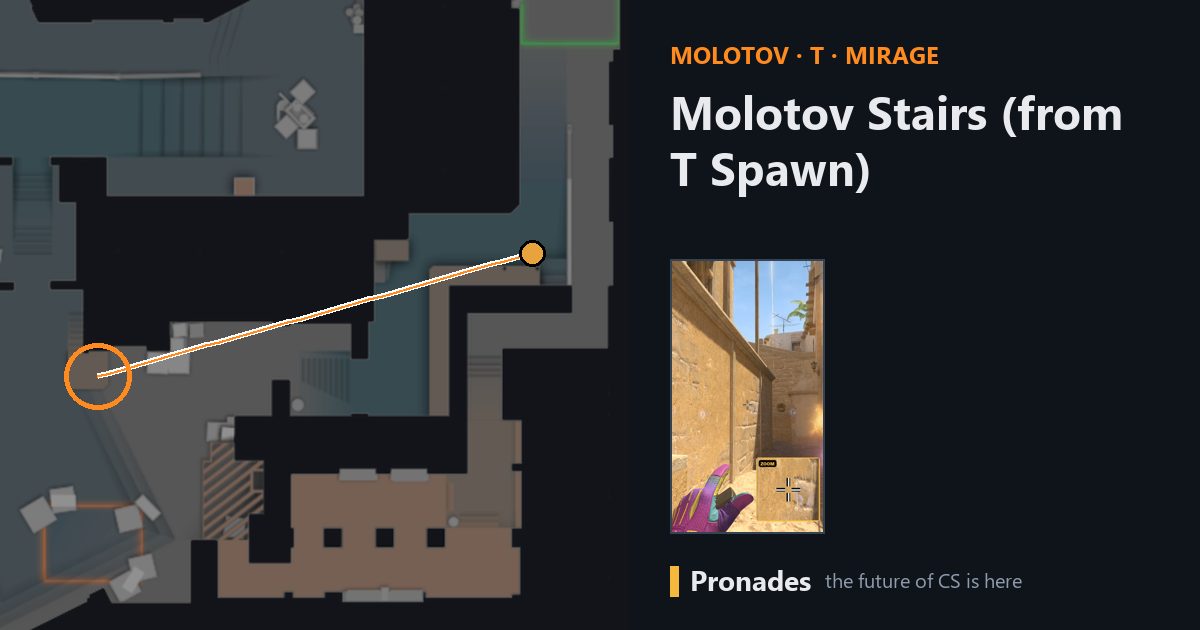 MOLOTOV · T · MIRAGE
Molotov Stairs (from
T Spawn)
ZOOM
Pronades the future of CS is here